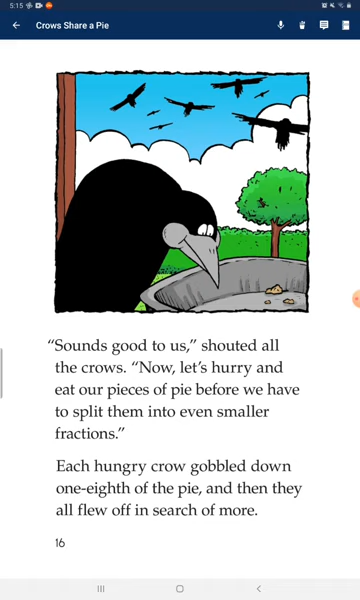 5:15
Crows Share a Pie
“Sounds good to us,” shouted all
the crows. “Now, let’s hurry and
eat our pieces of pie before we have
to split them into even smaller
fractions.”
Each hungry crow gobbled down
one-eighth of the pie, and then they
all flew off in search of more.
16